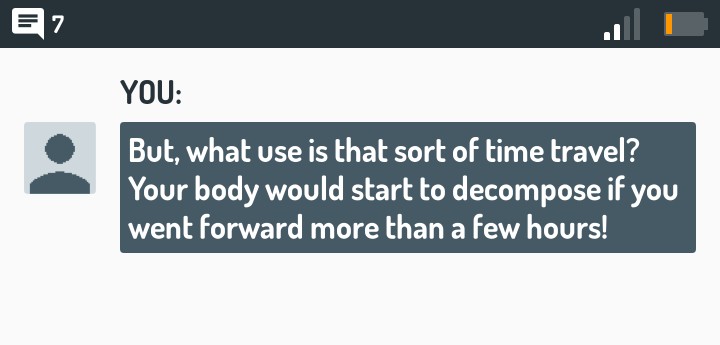 7
YOU:
But, what use is that sort of time travel?
Your body would start to decompose if you
went forward more than a few hours!